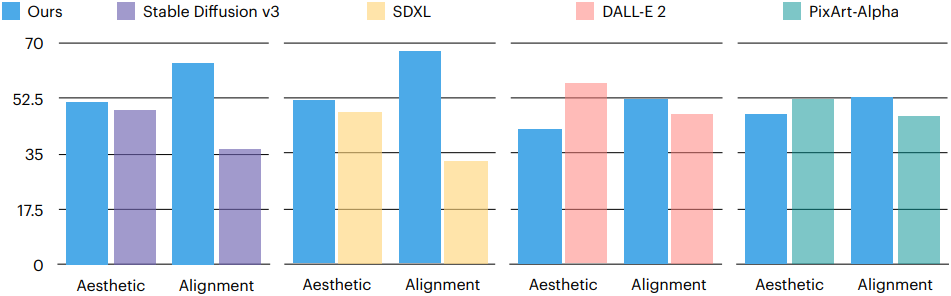 Ours Stable Diffusion v3 SDXL DALL-E 2 PixArt-Alpha
70
52.5
35
17.5
0
Aesthetic Alignment Aesthetic Alignment Aesthetic Alignment Aesthetic Alignment